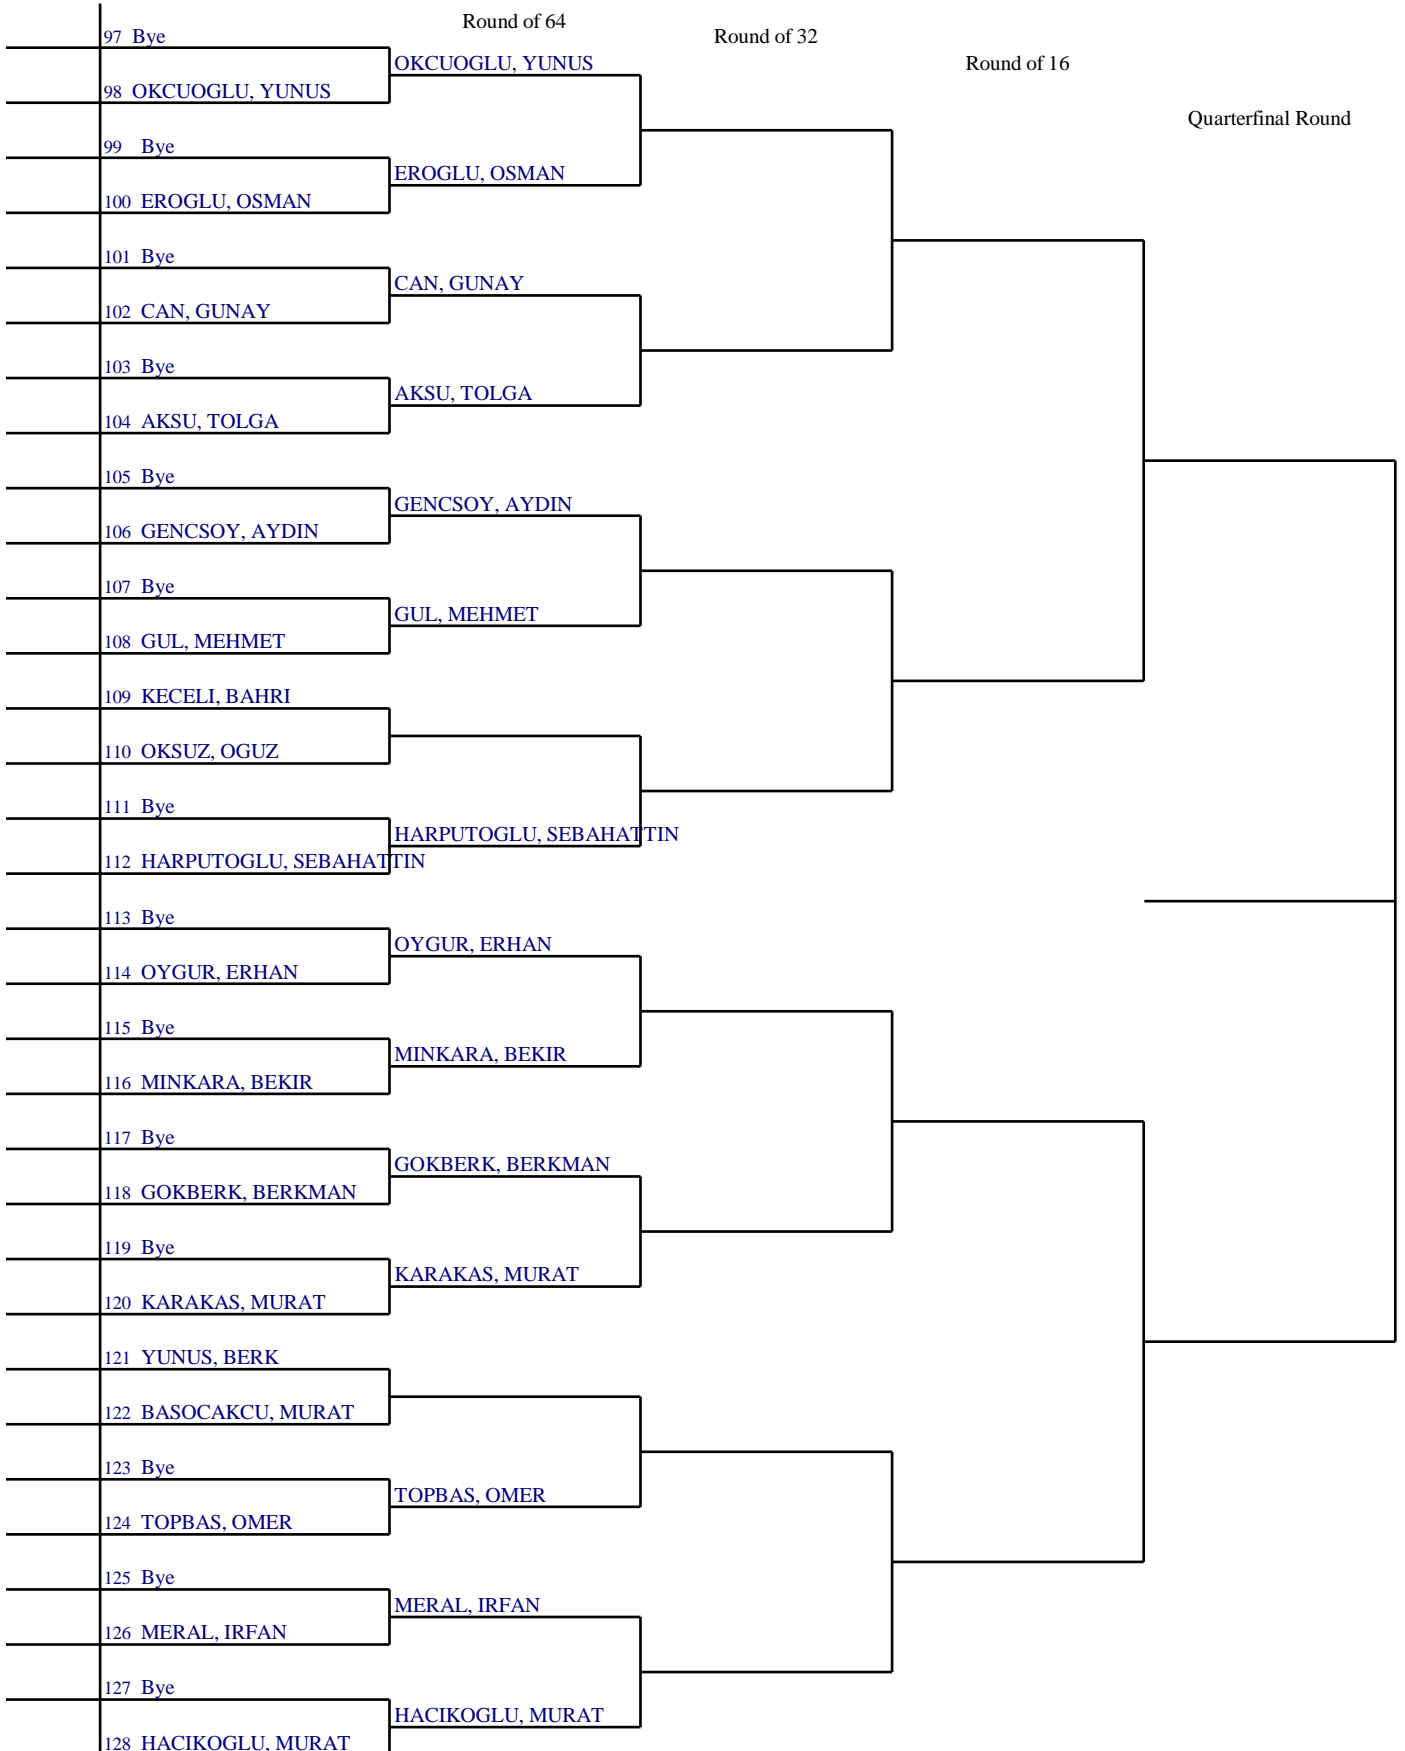 Round of 64
Round of 32
Round of 16
Quarterfinal Round
97 Bye
OKCUOGLU, YUNUS
98 OKCUOGLU, YUNUS
99 Bye
EROGLU, OSMAN
100 EROGLU, OSMAN
101 Bye
CAN, GUNAY
102 CAN, GUNAY
103 Bye
AKSU, TOLGA
104 AKSU, TOLGA
105 Bye
GENCSOY, AYDIN
106 GENCSOY, AYDIN
107 Bye
GUL, MEHMET
108 GUL, MEHMET
109 KECELI, BAHRI
110 OKSUZ, OGUZ
111 Bye
HARPUTOGLU, SEBAHATTIN
112 HARPUTOGLU, SEBAHATTIN
113 Bye
OYGUR, ERHAN
114 OYGUR, ERHAN
115 Bye
MINKARA, BEKIR
116 MINKARA, BEKIR
117 Bye
GOKBERK, BERKMAN
118 GOKBERK, BERKMAN
119 Bye
KARAKAS, MURAT
120 KARAKAS, MURAT
121 YUNUS, BERK
122 BASOCAKCU, MURAT
123 Bye
TOPBAS, OMER
124 TOPBAS, OMER
125 Bye
MERAL, IRFAN
126 MERAL, IRFAN
127 Bye
HACIKOGLU, MURAT
128 HACIKOGLU, MURAT